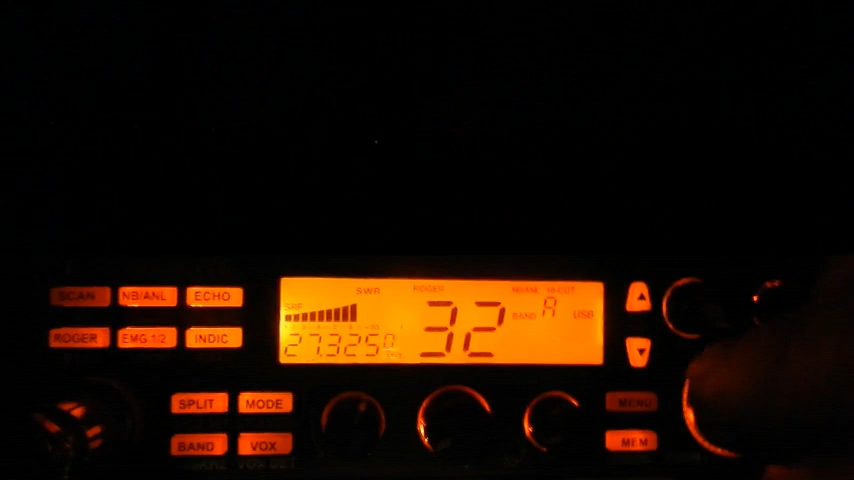 SCAN NB/ANL ECHO
SWR ROGER NB/ANL HI-CUT
SRF
32 BAND A USB
ROGER EMG 1/2 INDIC
27.3250
SPLIT MODE
MENU
BAND VOX
MEM